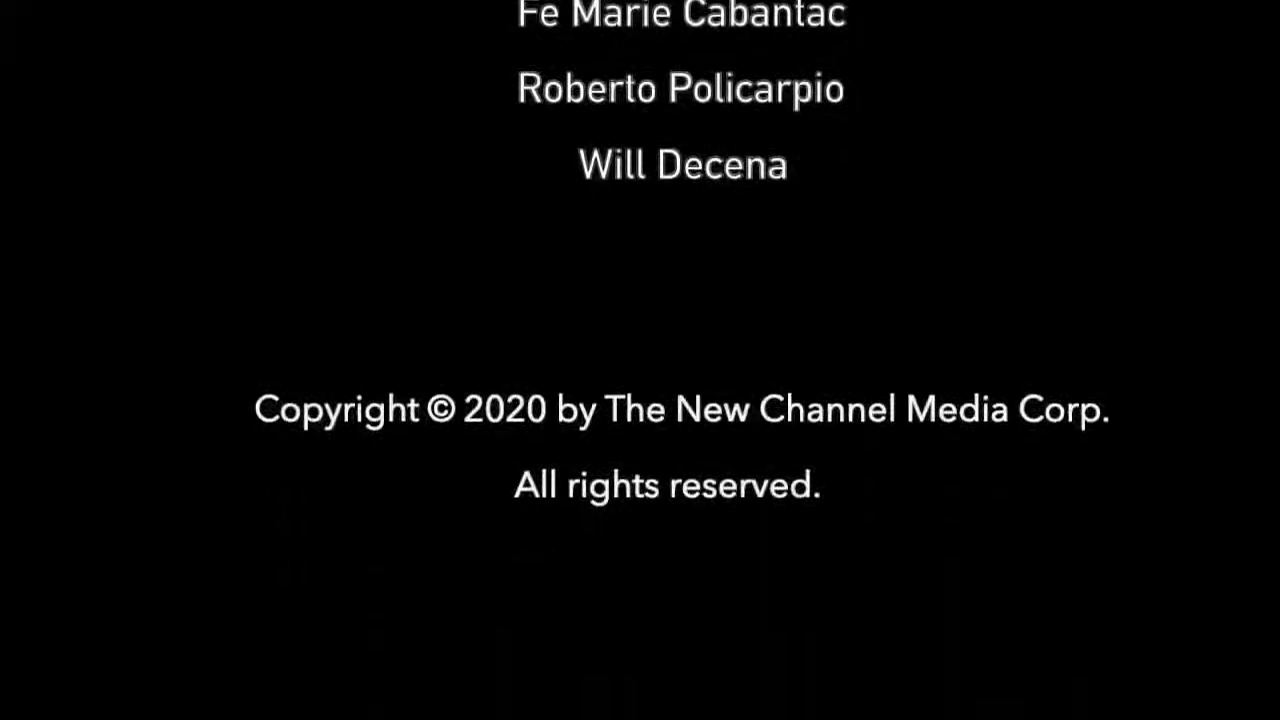 Fe Marie Cabantac
Roberto Policarpio
Will Decena
Copyright © 2020 by The New Channel Media Corp.
All rights reserved.